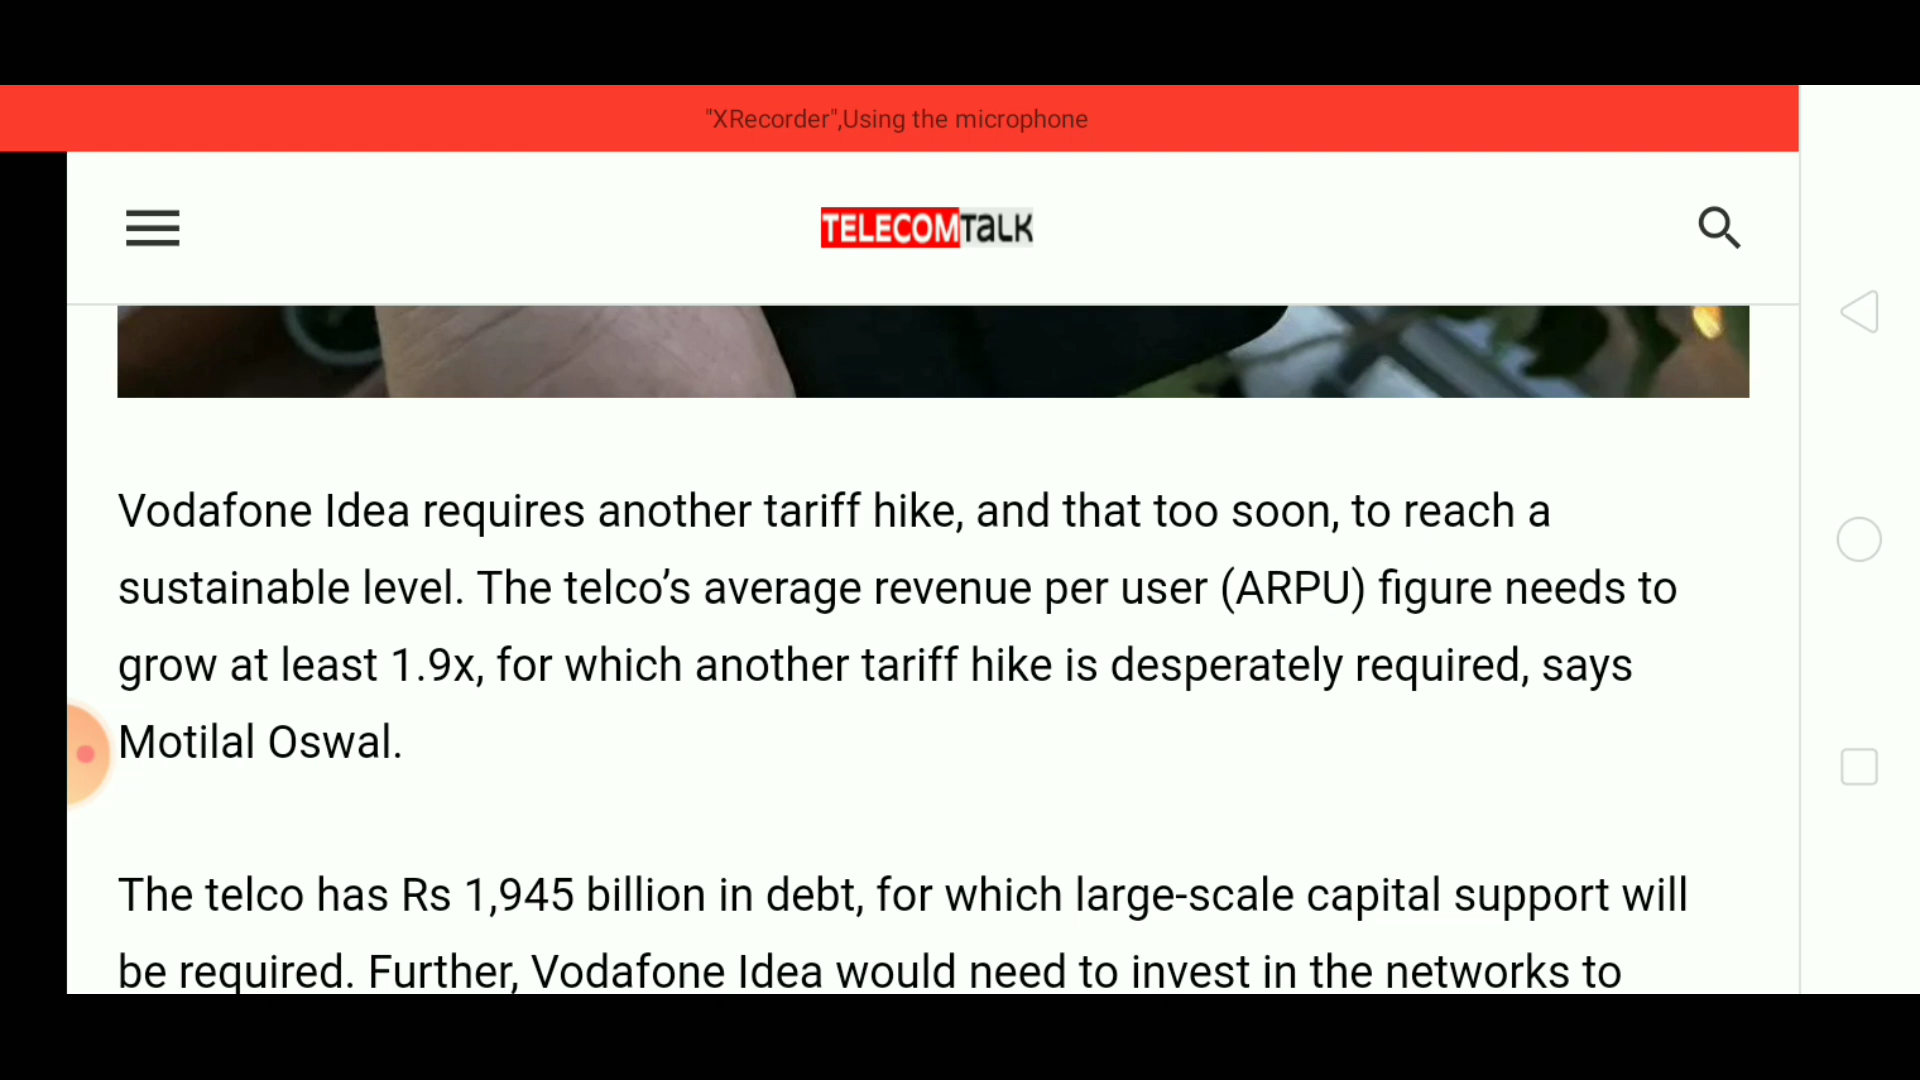 "XRecorder",Using the microphone
TELECOMTALK
Vodafone Idea requires another tariff hike, and that too soon, to reach a
sustainable level. The telco’s average revenue per user (ARPU) figure needs to
grow at least 1.9x, for which another tariff hike is desperately required, says
Motilal Oswal.
The telco has Rs 1,945 billion in debt, for which large-scale capital support will
be required. Further, Vodafone Idea would need to invest in the networks to